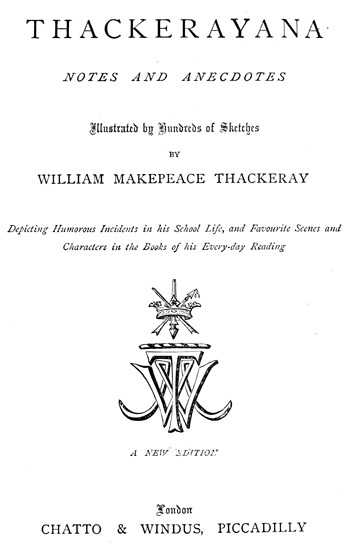 THACKERAYANA
NOTES AND ANECDOTES
Illustrated by Hundreds of Sketches
BY
WILLIAM MAKEPEACE THACKERAY
Depicting Humorous Incidents in his School Life, and Favourite Scenes and
Characters in the Books of his Every-day Reading
A NEW EDITION
London
CHATTO & WINDUS, PICCADILLY